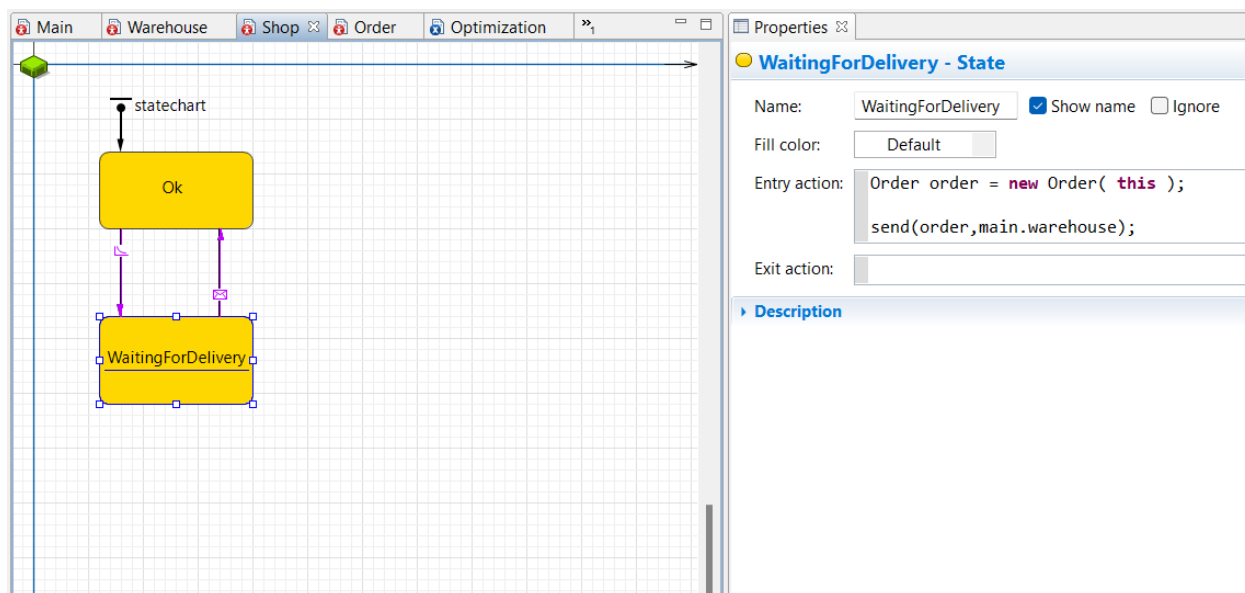 Main
Warehouse
Shop
Order
Optimization
»1
statechart
Ok
WaitingForDelivery
Properties
WaitingForDelivery - State
Name: WaitingForDelivery Show name Ignore
Fill color: Default
Entry action: Order order = new Order( this );
send(order,main.warehouse);
Exit action:
Description